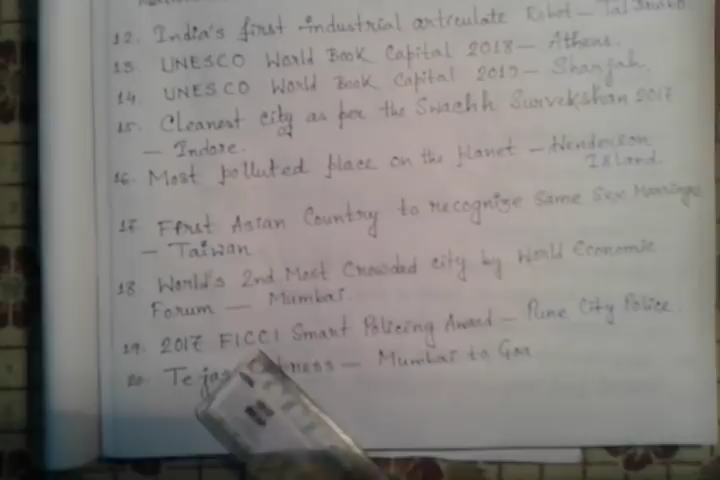 12. India's first industrial articulate Robot - Tal
13. UNESCO World Book Capital 2018 - Athens.
14. UNESCO World Book Capital 2019 - Sharjah.
15. Cleanest city as per the Swachh Survekshan 2017
- Indore.
16. Most polluted place on the planet - Henderson
Island.
17 First Asian Country to recognize Same Sex Marriage
- Taiwan
18 World's 2nd Most Crowded city by World Economic
Forum - Mumbai.
19. 2017 FICCI Smart Policing Award - Pune City Police.
20. Tejas - Mumbai to Goa